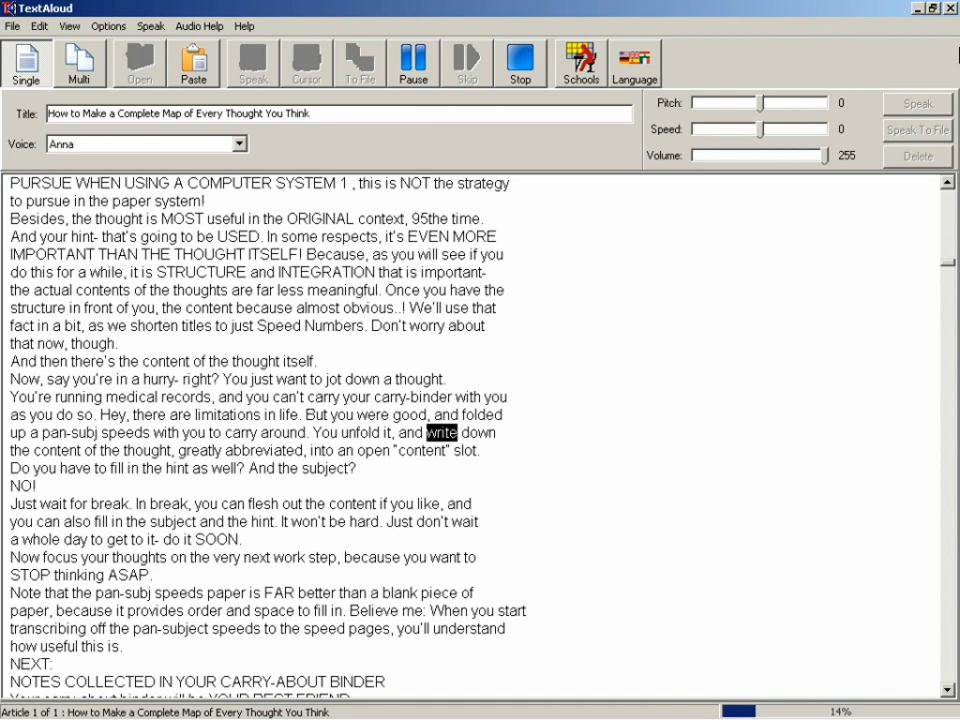 TextAloud
File Edit View Options Speak Audio Help Help
Single Multi Open Paste Speak Cursor To File Pause Skip Stop Schools Language
Title: How to Make a Complete Map of Every Thought You Think
Voice: Anna
Pitch: 0 Speak
Speed: 0 Speak To File
Volume: 255 Delete
PURSUE WHEN USING A COMPUTER SYSTEM 1 , this is NOT the strategy
to pursue in the paper system!
Besides, the thought is MOST useful in the ORIGINAL context, 95the time.
And your hint- that's going to be USED. In some respects, it's EVEN MORE
IMPORTANT THAN THE THOUGHT ITSELF! Because, as you will see if you
do this for a while, it is STRUCTURE and INTEGRATION that is important-
the actual contents of the thoughts are far less meaningful. Once you have the
structure in front of you, the content because almost obvious..! We'll use that
fact in a bit, as we shorten titles to just Speed Numbers. Don't worry about
that now, though.
And then there's the content of the thought itself.
Now, say you're in a hurry- right? You just want to jot down a thought.
You're running medical records, and you can't carry your carry-binder with you
as you do so. Hey, there are limitations in life. But you were good, and folded
up a pan-subj speeds with you to carry around. You unfold it, and write down
the content of the thought, greatly abbreviated, into an open "content" slot.
Do you have to fill in the hint as well? And the subject?
NO!
Just wait for break. In break, you can flesh out the content if you like, and
you can also fill in the subject and the hint. It won't be hard. Just don't wait
a whole day to get to it- do it SOON.
Now focus your thoughts on the very next work step, because you want to
STOP thinking ASAP.
Note that the pan-subj speeds paper is FAR better than a blank piece of
paper, because it provides order and space to fill in. Believe me: When you start
transcribing off the pan-subject speeds to the speed pages, you'll understand
how useful this is.
NEXT:
NOTES COLLECTED IN YOUR CARRY-ABOUT BINDER
Your carry-about binder will be YOUR BEST FRIEND
Article 1 of 1 : How to Make a Complete Map of Every Thought You Think 14%